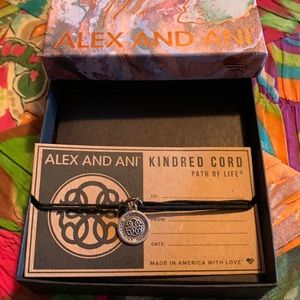 ALEX AND ANI
ALEX AND ANI®
KINDRED CORD
PATH OF LIFE®
TO:
FROM:
DATE:
MADE IN AMERICA WITH LOVE®